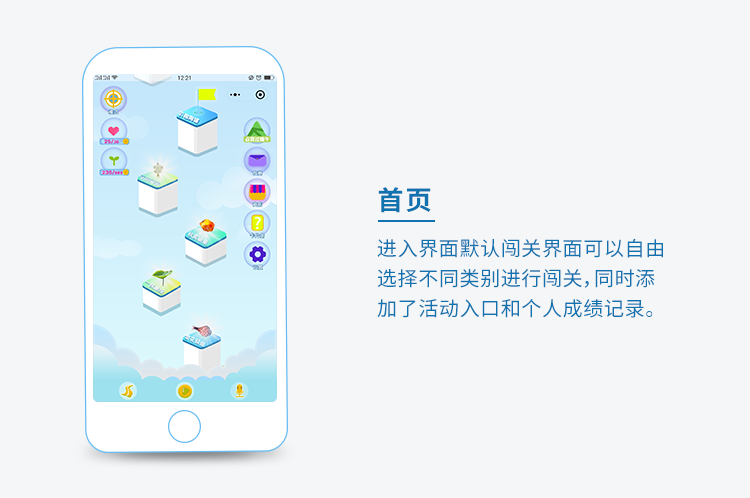 12:21
25/30
首页
进入界面默认闯关界面可以自由
选择不同类别进行闯关，同时添
加了活动入口和个人成绩记录。